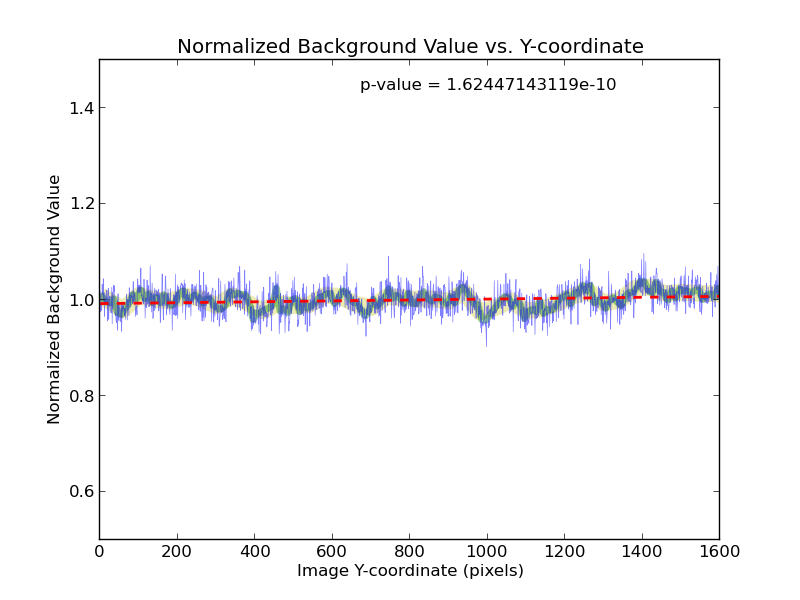 Normalized Background Value vs. Y-coordinate
p-value = 1.62447143119e-10
Normalized Background Value
1.4
1.2
1.0
0.8
0.6
0 200 400 600 800 1000 1200 1400 1600
Image Y-coordinate (pixels)